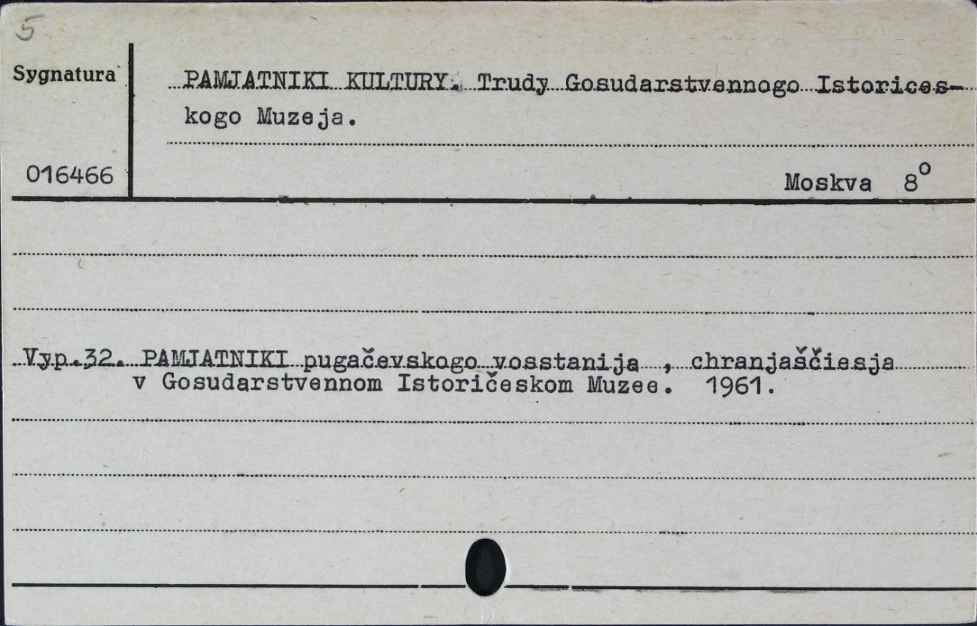 5
Sygnatura
PAMJATNIKI KULTURY. Trudy Gosudarstvennogo Istorices-
kogo Muzeja.
016466
Moskva 8°
Vyp.32. PAMJATNIKI pugačevskogo vosstanija , chranjaščiesja
v Gosudarstvennom Istoričeskom Muzee. 1961.